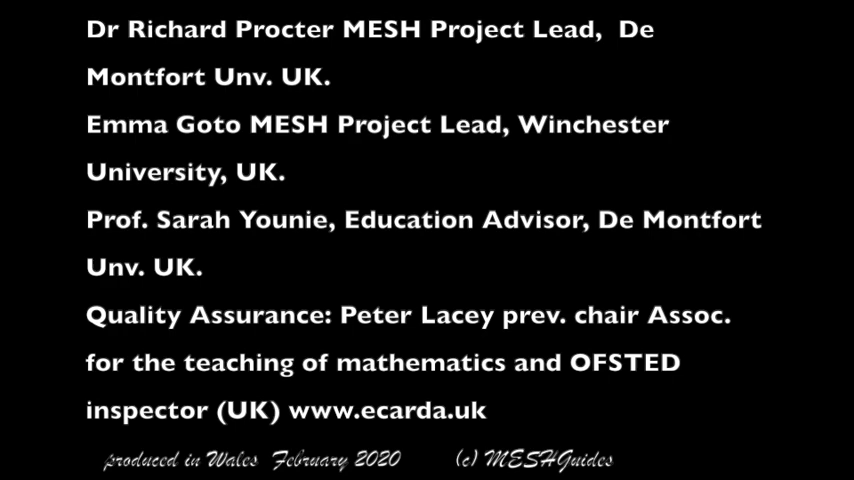 Dr Richard Procter MESH Project Lead, De
Montfort Unv. UK.
Emma Goto MESH Project Lead, Winchester
University, UK.
Prof. Sarah Younie, Education Advisor, De Montfort
Unv. UK.
Quality Assurance: Peter Lacey prev. chair Assoc.
for the teaching of mathematics and OFSTED
inspector (UK) www.ecarda.uk
produced in Wales February 2020 (c) MESHGuides